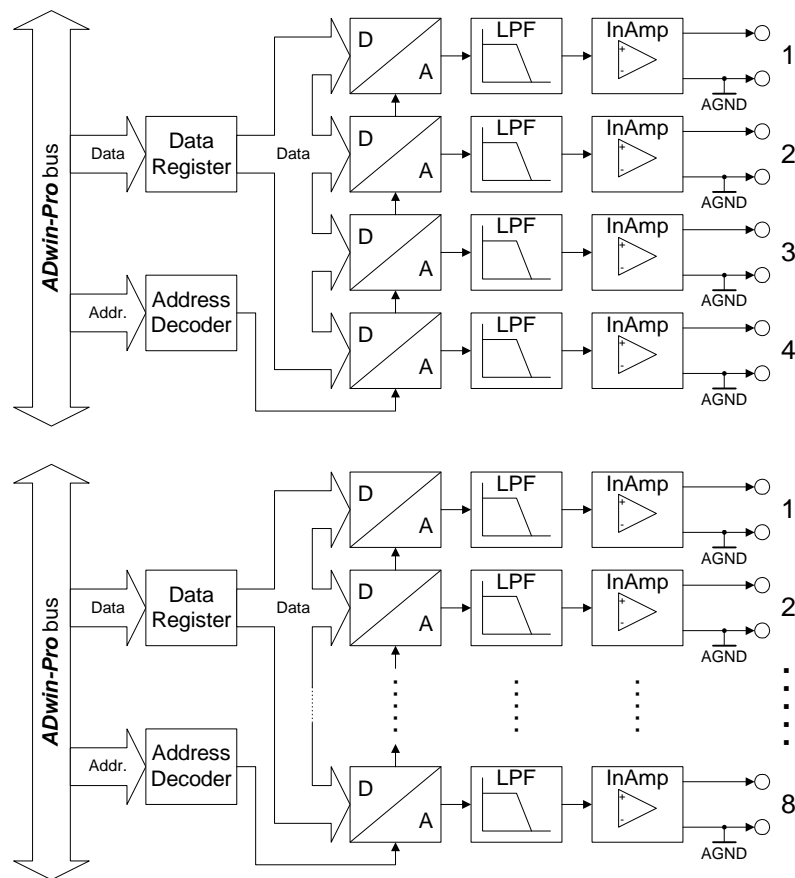 ADwin-Pro bus
Data
Data
Register
Data
Addr.
Address
Decoder
D
A
LPF
InAmp
+
-
AGND
1
D
A
LPF
InAmp
+
-
AGND
2
D
A
LPF
InAmp
+
-
AGND
3
D
A
LPF
InAmp
+
-
AGND
4
ADwin-Pro bus
Data
Data
Register
Data
Addr.
Address
Decoder
D
A
LPF
InAmp
+
-
AGND
1
D
A
LPF
InAmp
+
-
AGND
2
D
A
LPF
InAmp
+
-
AGND
8